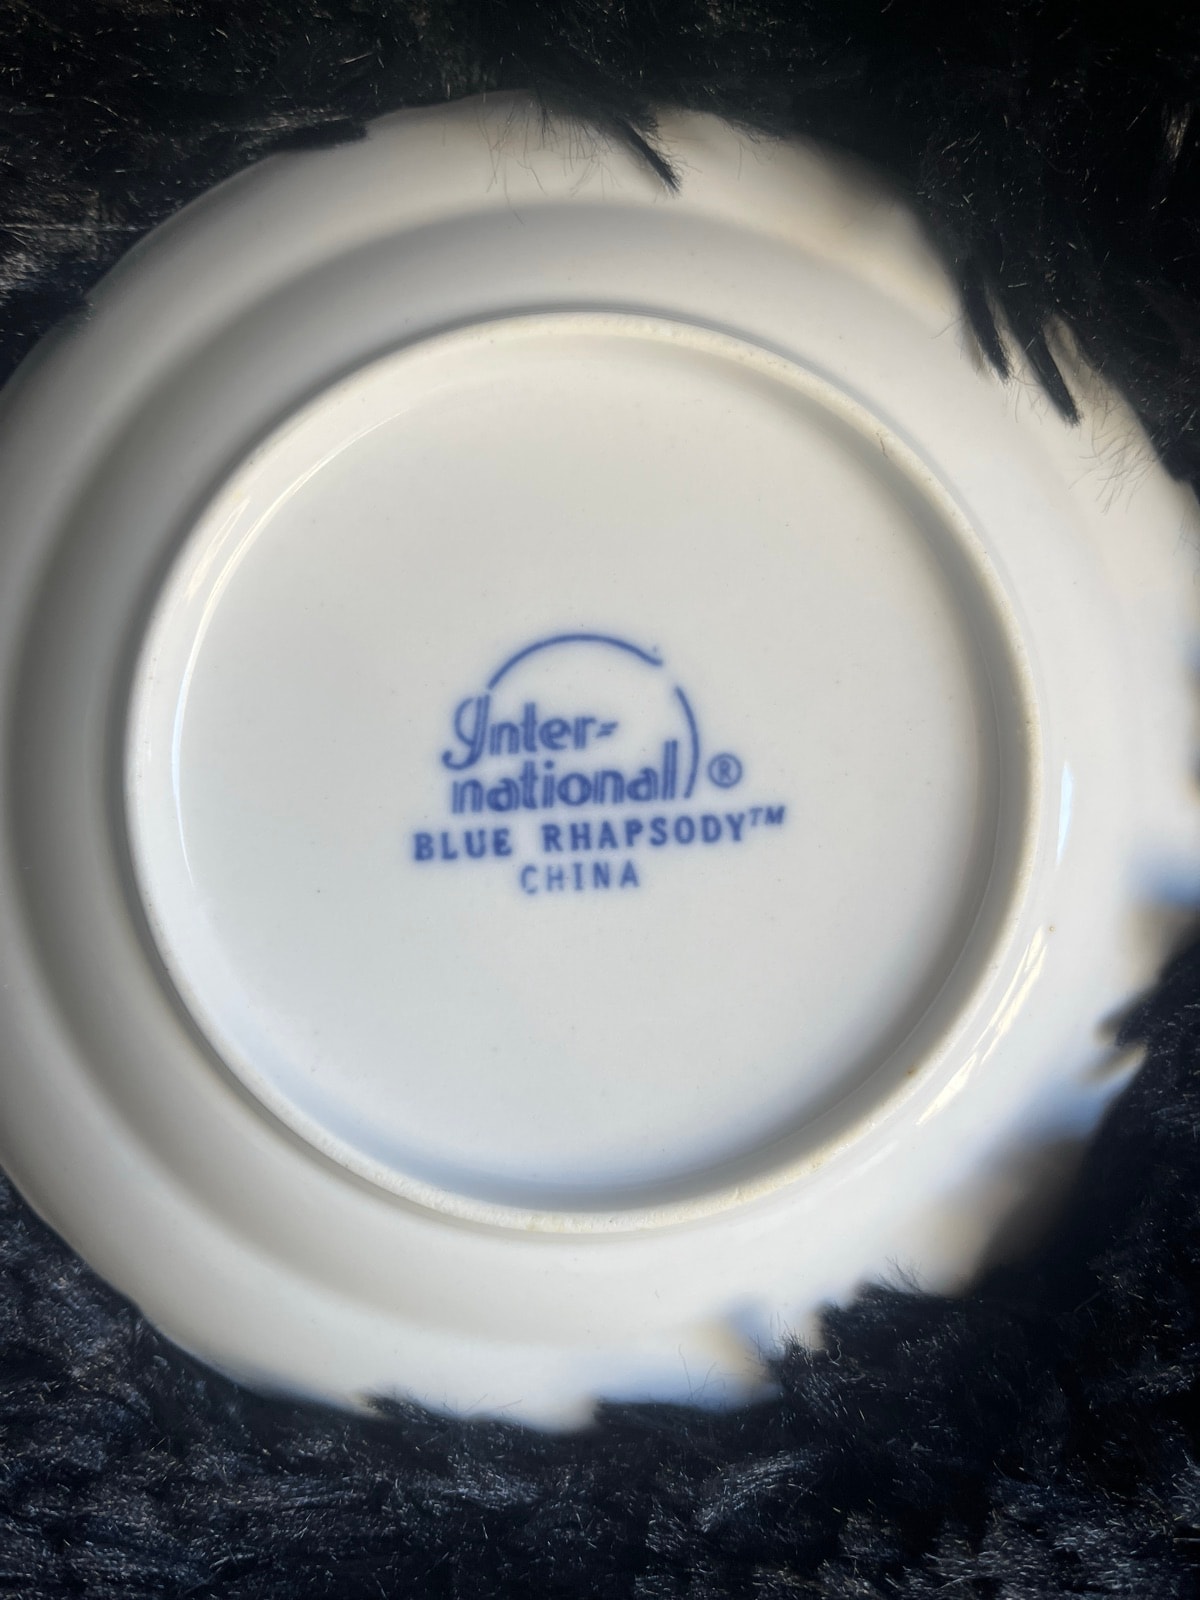 Inter-
national®
BLUE RHAPSODY™
CHINA